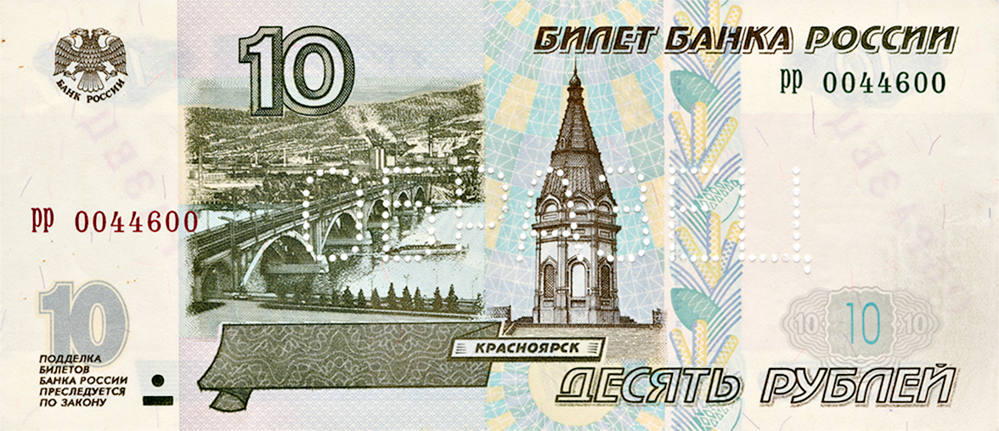 БИЛЕТ БАНКА РОССИИ
10
БАНК РОССИИ
рр 0044600
ОБРАЗЕЦ
рр 0044600
10
10 10 10
КРАСНОЯРСК
ПОДДЕЛКА
БИЛЕТОВ
БАНКА РОССИИ
ПРЕСЛЕДУЕТСЯ
ПО ЗАКОНУ
ДЕСЯТЬ РУБЛЕЙ